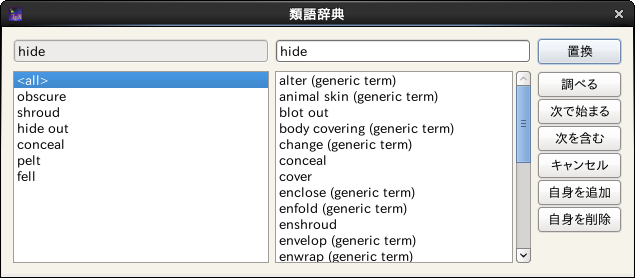 類語辞典
hide
hide
置換
<all>
obscure
shroud
hide out
conceal
pelt
fell
alter (generic term)
animal skin (generic term)
blot out
body covering (generic term)
change (generic term)
conceal
cover
enclose (generic term)
enfold (generic term)
enshroud
envelop (generic term)
enwrap (generic term)
調べる
次で始まる
次を含む
キャンセル
自身を追加
自身を削除